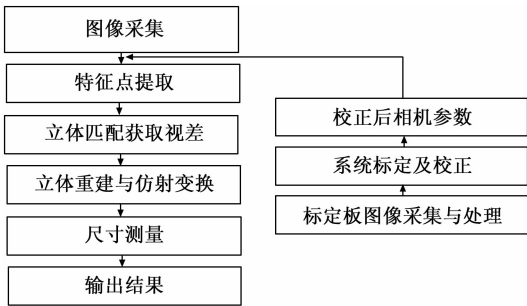 图像采集
特征点提取
立体匹配获取视差
立体重建与仿射变换
尺寸测量
输出结果
校正后相机参数
系统标定及校正
标定板图像采集与处理